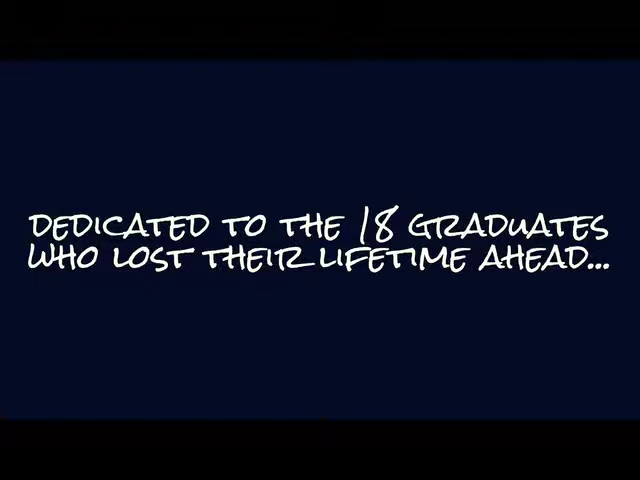 DEDICATED TO THE 18 GRADUATES
WHO LOST THEIR LIFETIME AHEAD...